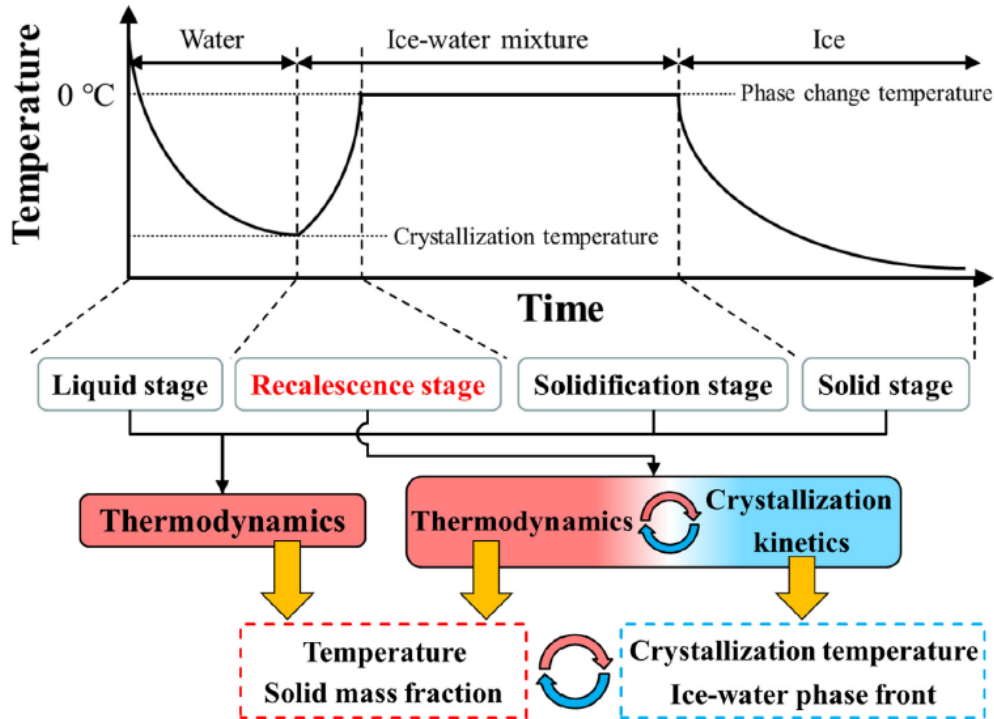 Temperature
Water
Ice-water mixture
Ice
0 °C
Phase change temperature
Crystallization temperature
Time
Liquid stage
Recalescence stage
Solidification stage
Solid stage
Thermodynamics
Thermodynamics
Crystallization
kinetics
Temperature
Solid mass fraction
Crystallization temperature
Ice-water phase front